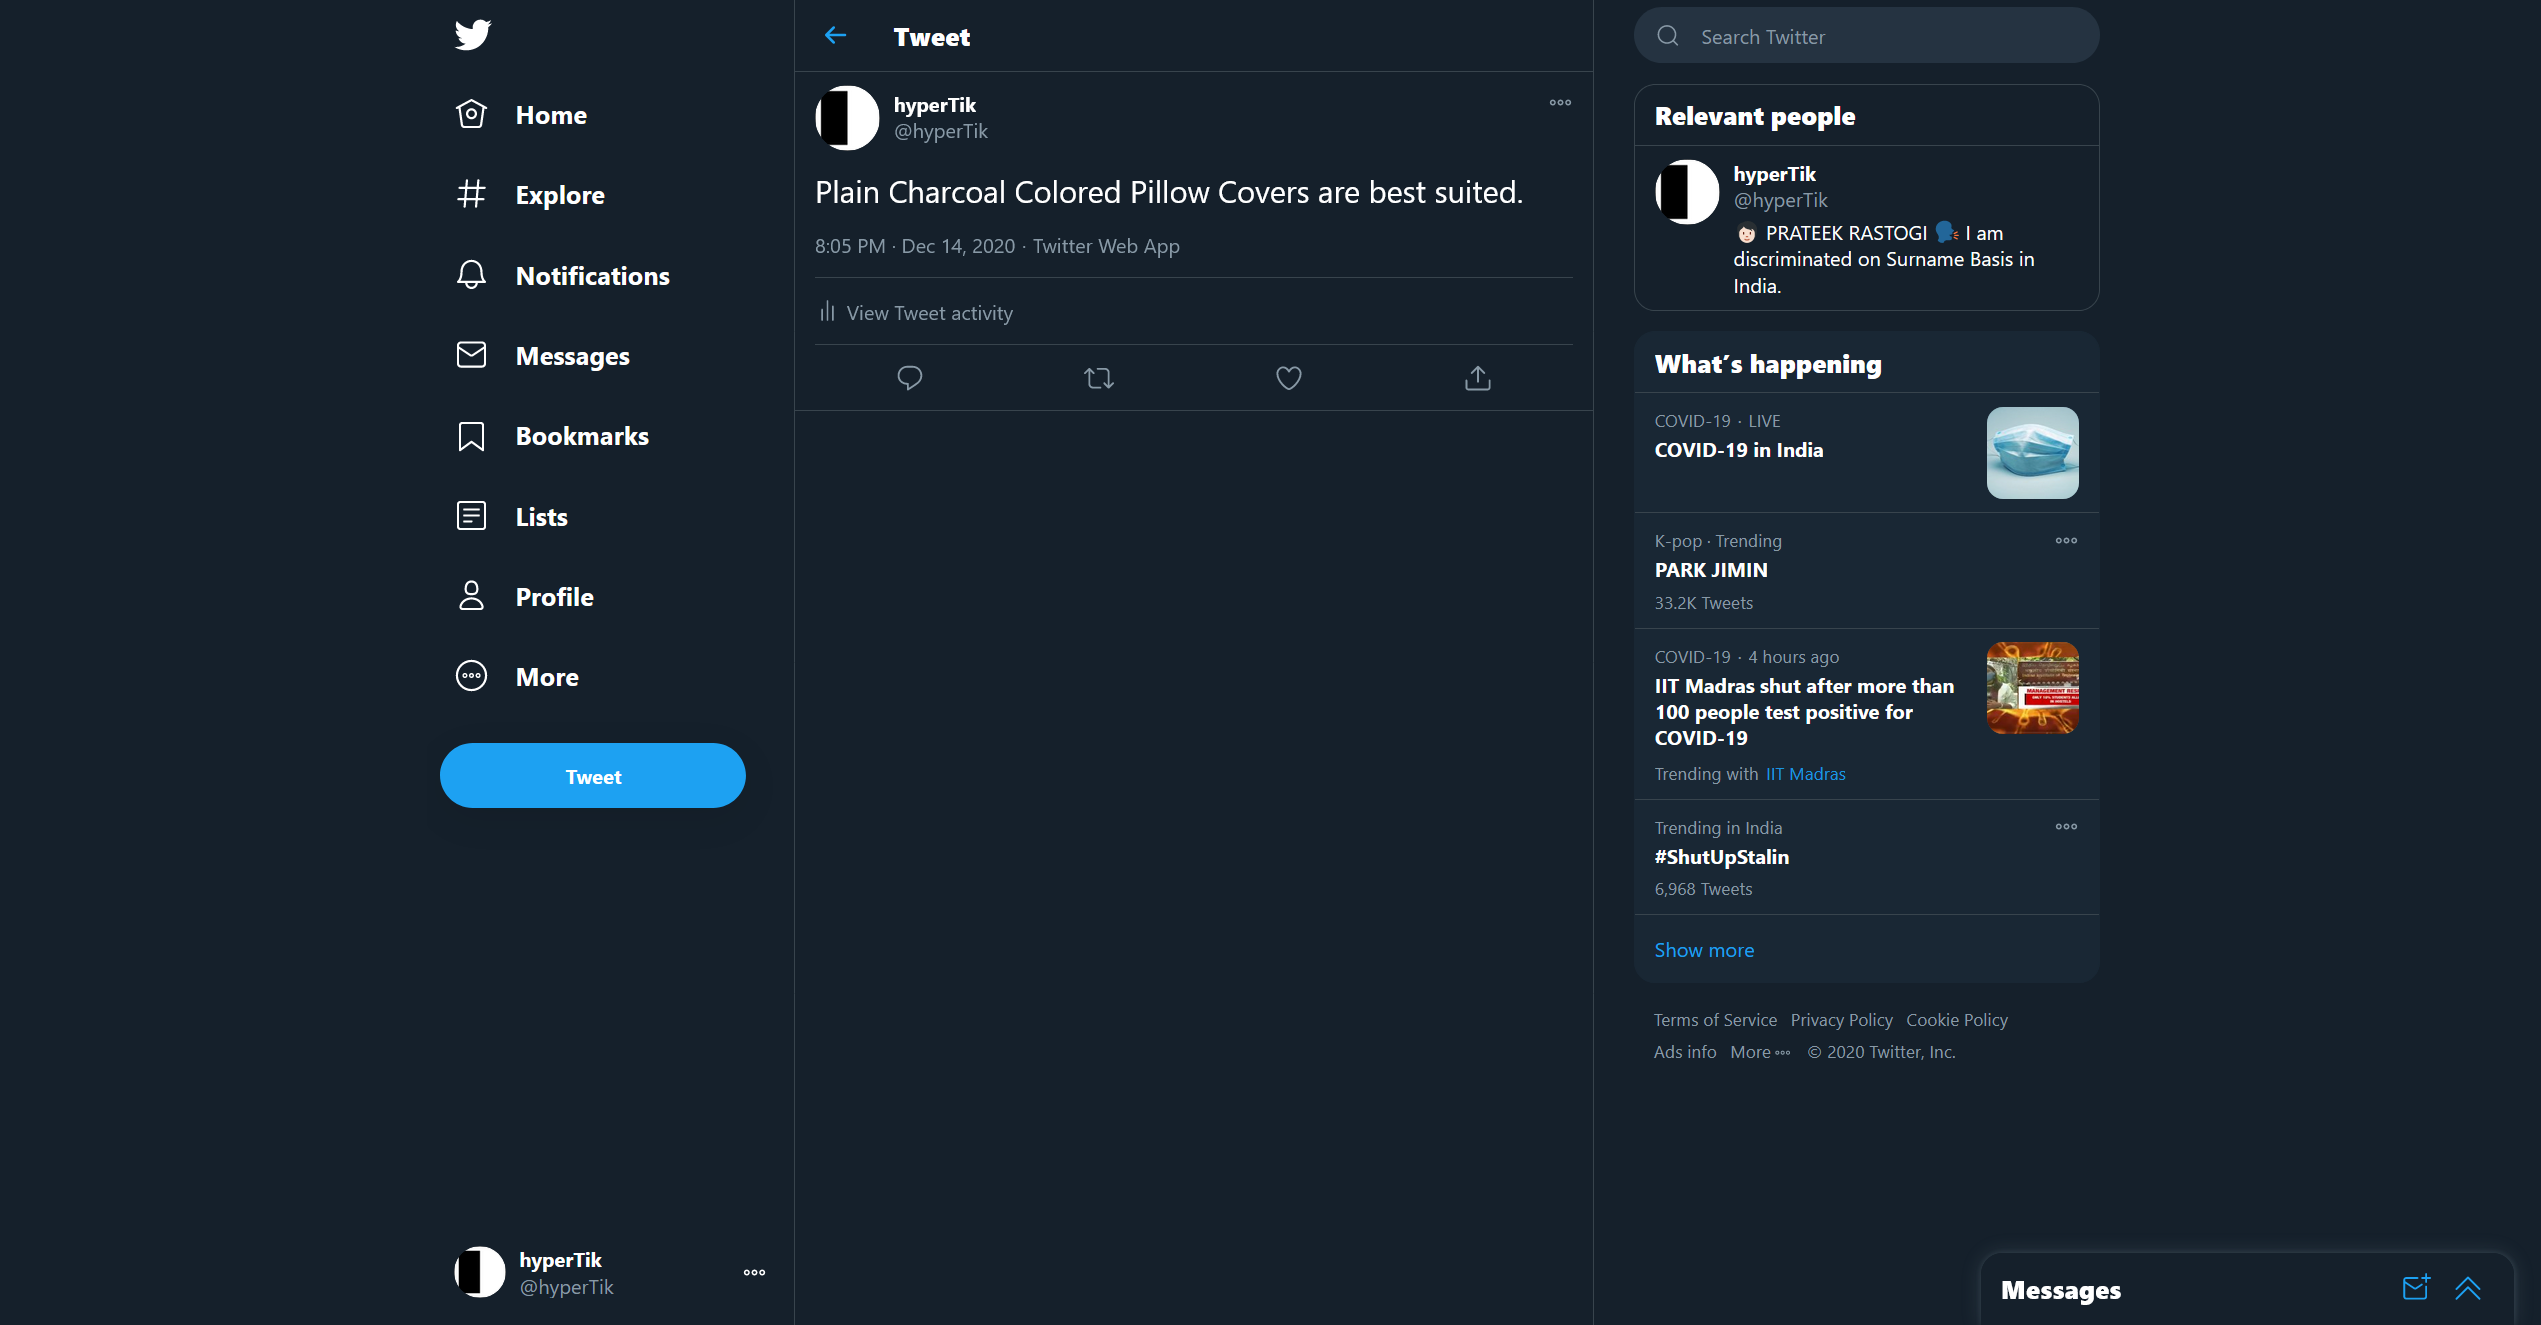 Home
Explore
Notifications
Messages
Bookmarks
Lists
Profile
More
Tweet
hyperTik
@hyperTik
Tweet
hyperTik
@hyperTik
Plain Charcoal Colored Pillow Covers are best suited.
8:05 PM · Dec 14, 2020 · Twitter Web App
View Tweet activity
Search Twitter
Relevant people
hyperTik
@hyperTik
PRATEEK RASTOGI I am
discriminated on Surname Basis in
India.
What's happening
COVID-19 · LIVE
COVID-19 in India
K-pop · Trending
PARK JIMIN
33.2K Tweets
COVID-19 · 4 hours ago
IIT Madras shut after more than
100 people test positive for
COVID-19
MANAGEMENT RES
Trending with IIT Madras
Trending in India
#ShutUpStalin
6,968 Tweets
Show more
Terms of Service Privacy Policy Cookie Policy
Ads info More © 2020 Twitter, Inc.
Messages